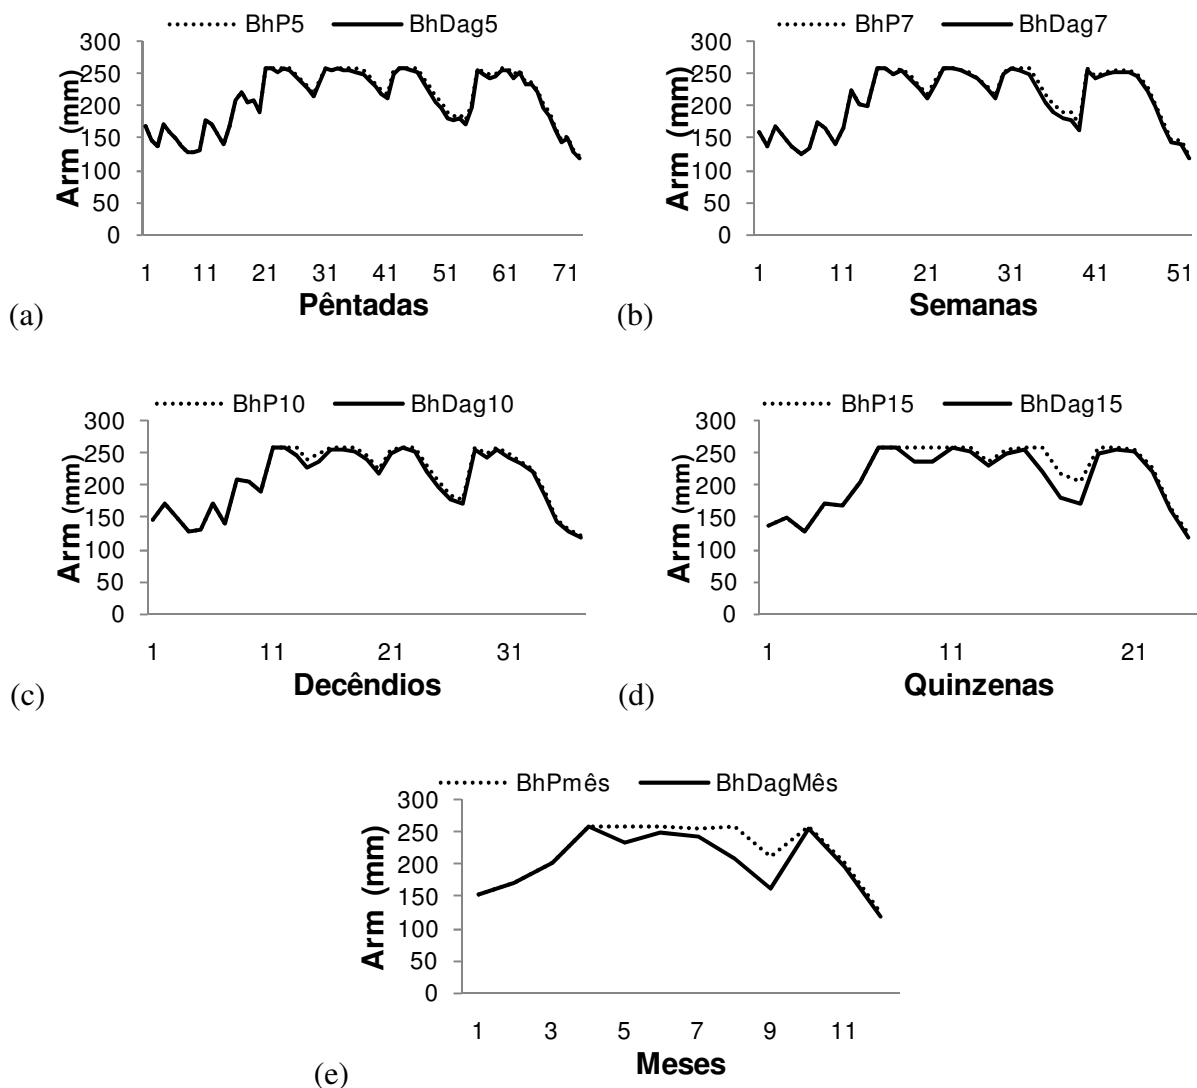 BhP5 BhDag5
300
250
200
150
100
50
0
Arm (mm)
1 11 21 31 41 51 61 71
Pêntadas
(a)
BhP7 BhDag7
300
250
200
150
100
50
0
Arm (mm)
1 11 21 31 41 51
Semanas
(b)
BhP10 BhDag10
300
250
200
150
100
50
0
Arm (mm)
1 11 21 31
Decêndios
(c)
BhP15 BhDag15
300
250
200
150
100
50
0
Arm (mm)
1 11 21
Quinzenas
(d)
BhPmês BhDagMês
300
250
200
150
100
50
0
Arm (mm)
1 3 5 7 9 11
Meses
(e)